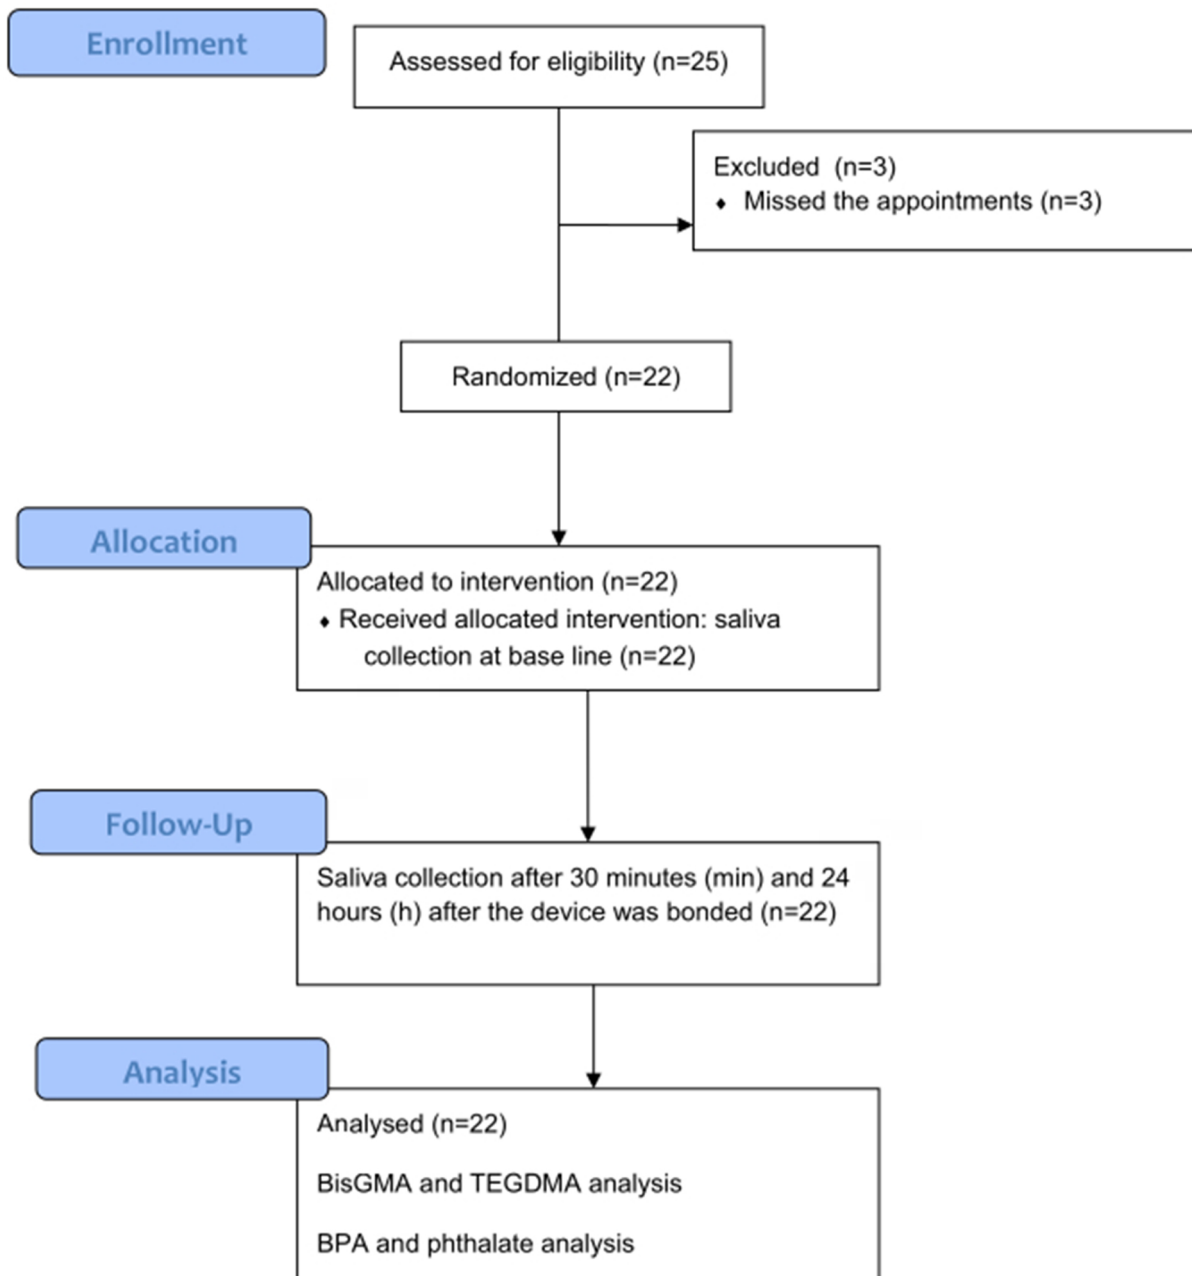 Enrollment
Assessed for eligibility (n=25)
Excluded (n=3)
♦ Missed the appointments (n=3)
Randomized (n=22)
Allocation
Allocated to intervention (n=22)
♦ Received allocated intervention: saliva
collection at base line (n=22)
Follow-Up
Saliva collection after 30 minutes (min) and 24
hours (h) after the device was bonded (n=22)
Analysis
Analysed (n=22)
BisGMA and TEGDMA analysis
BPA and phthalate analysis